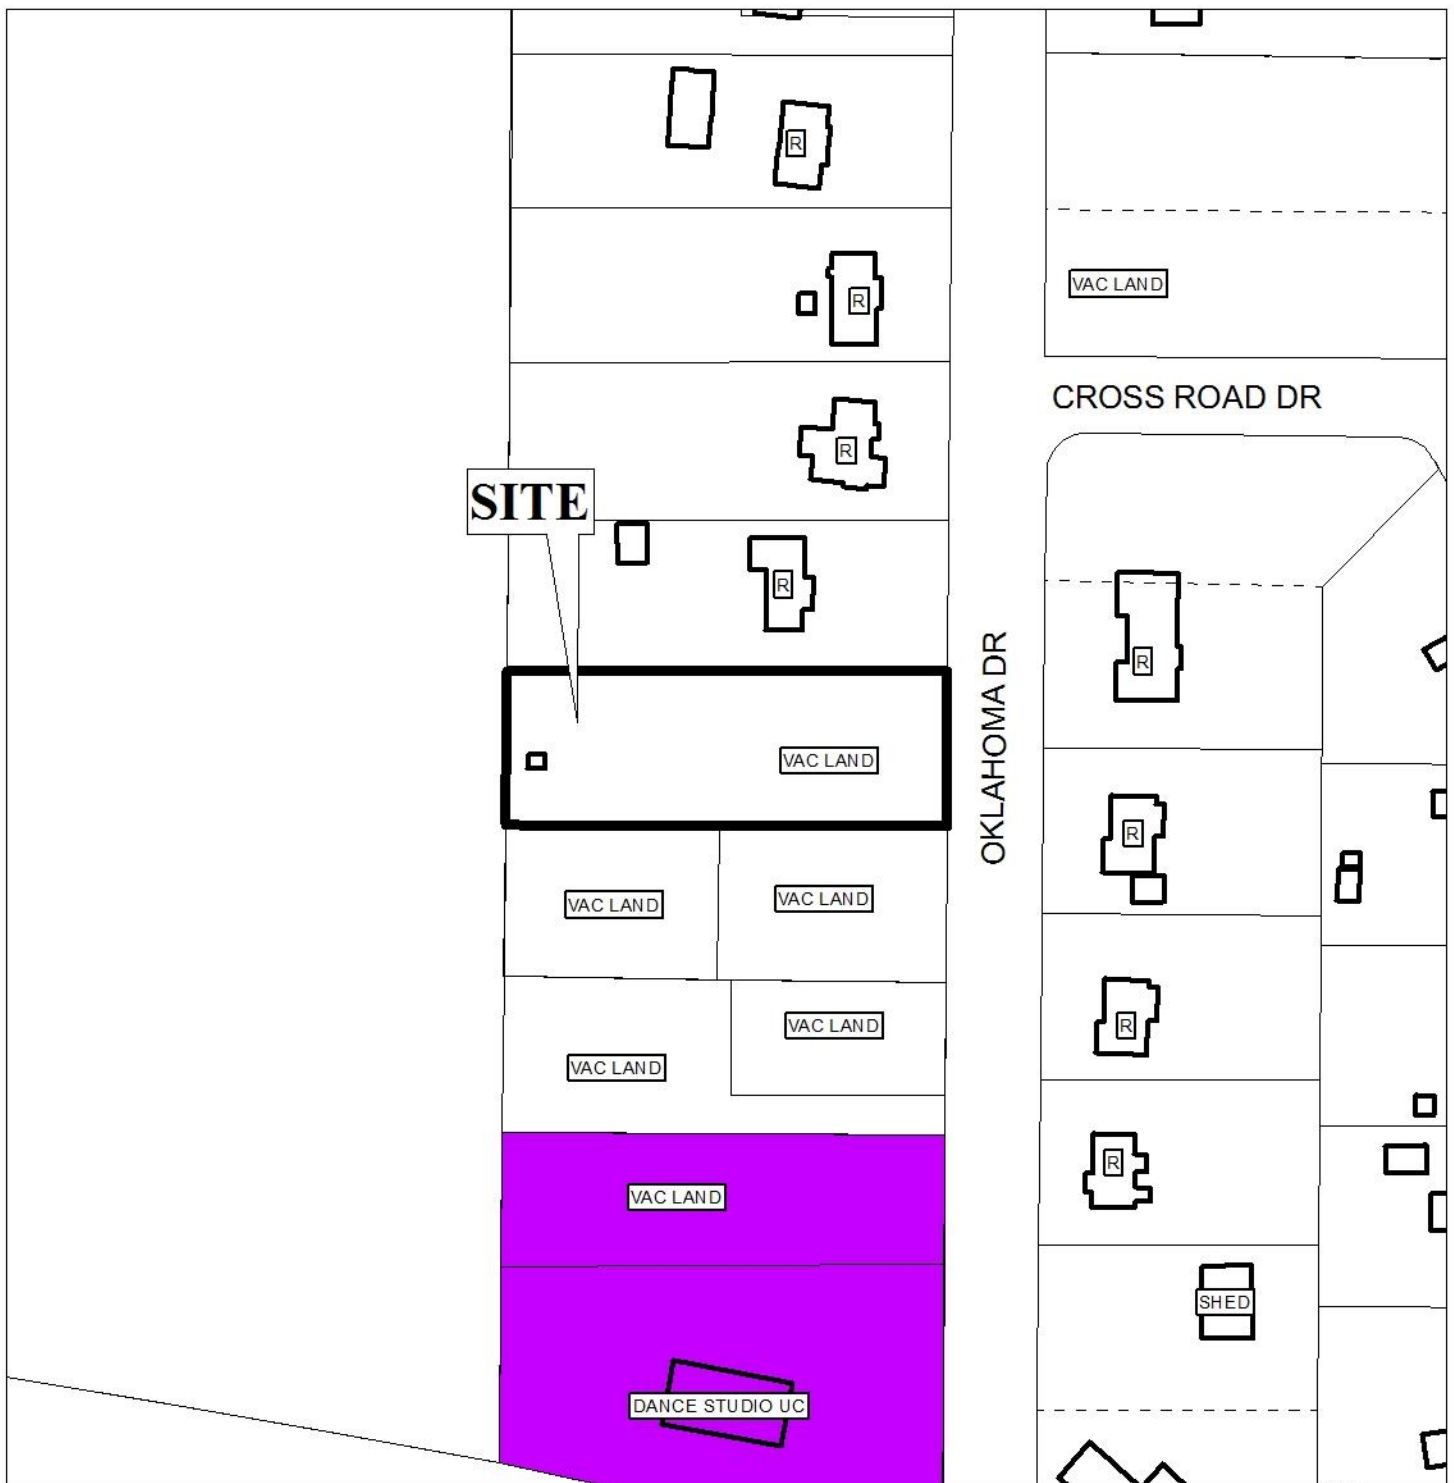 R
R
VAC LAND
CROSS ROAD DR
R
SITE
R
R
OKLAHOMA DR
VAC LAND
R
VAC LAND
VAC LAND
VAC LAND
R
VAC LAND
R
VAC LAND
SHED
DANCE STUDIO UC